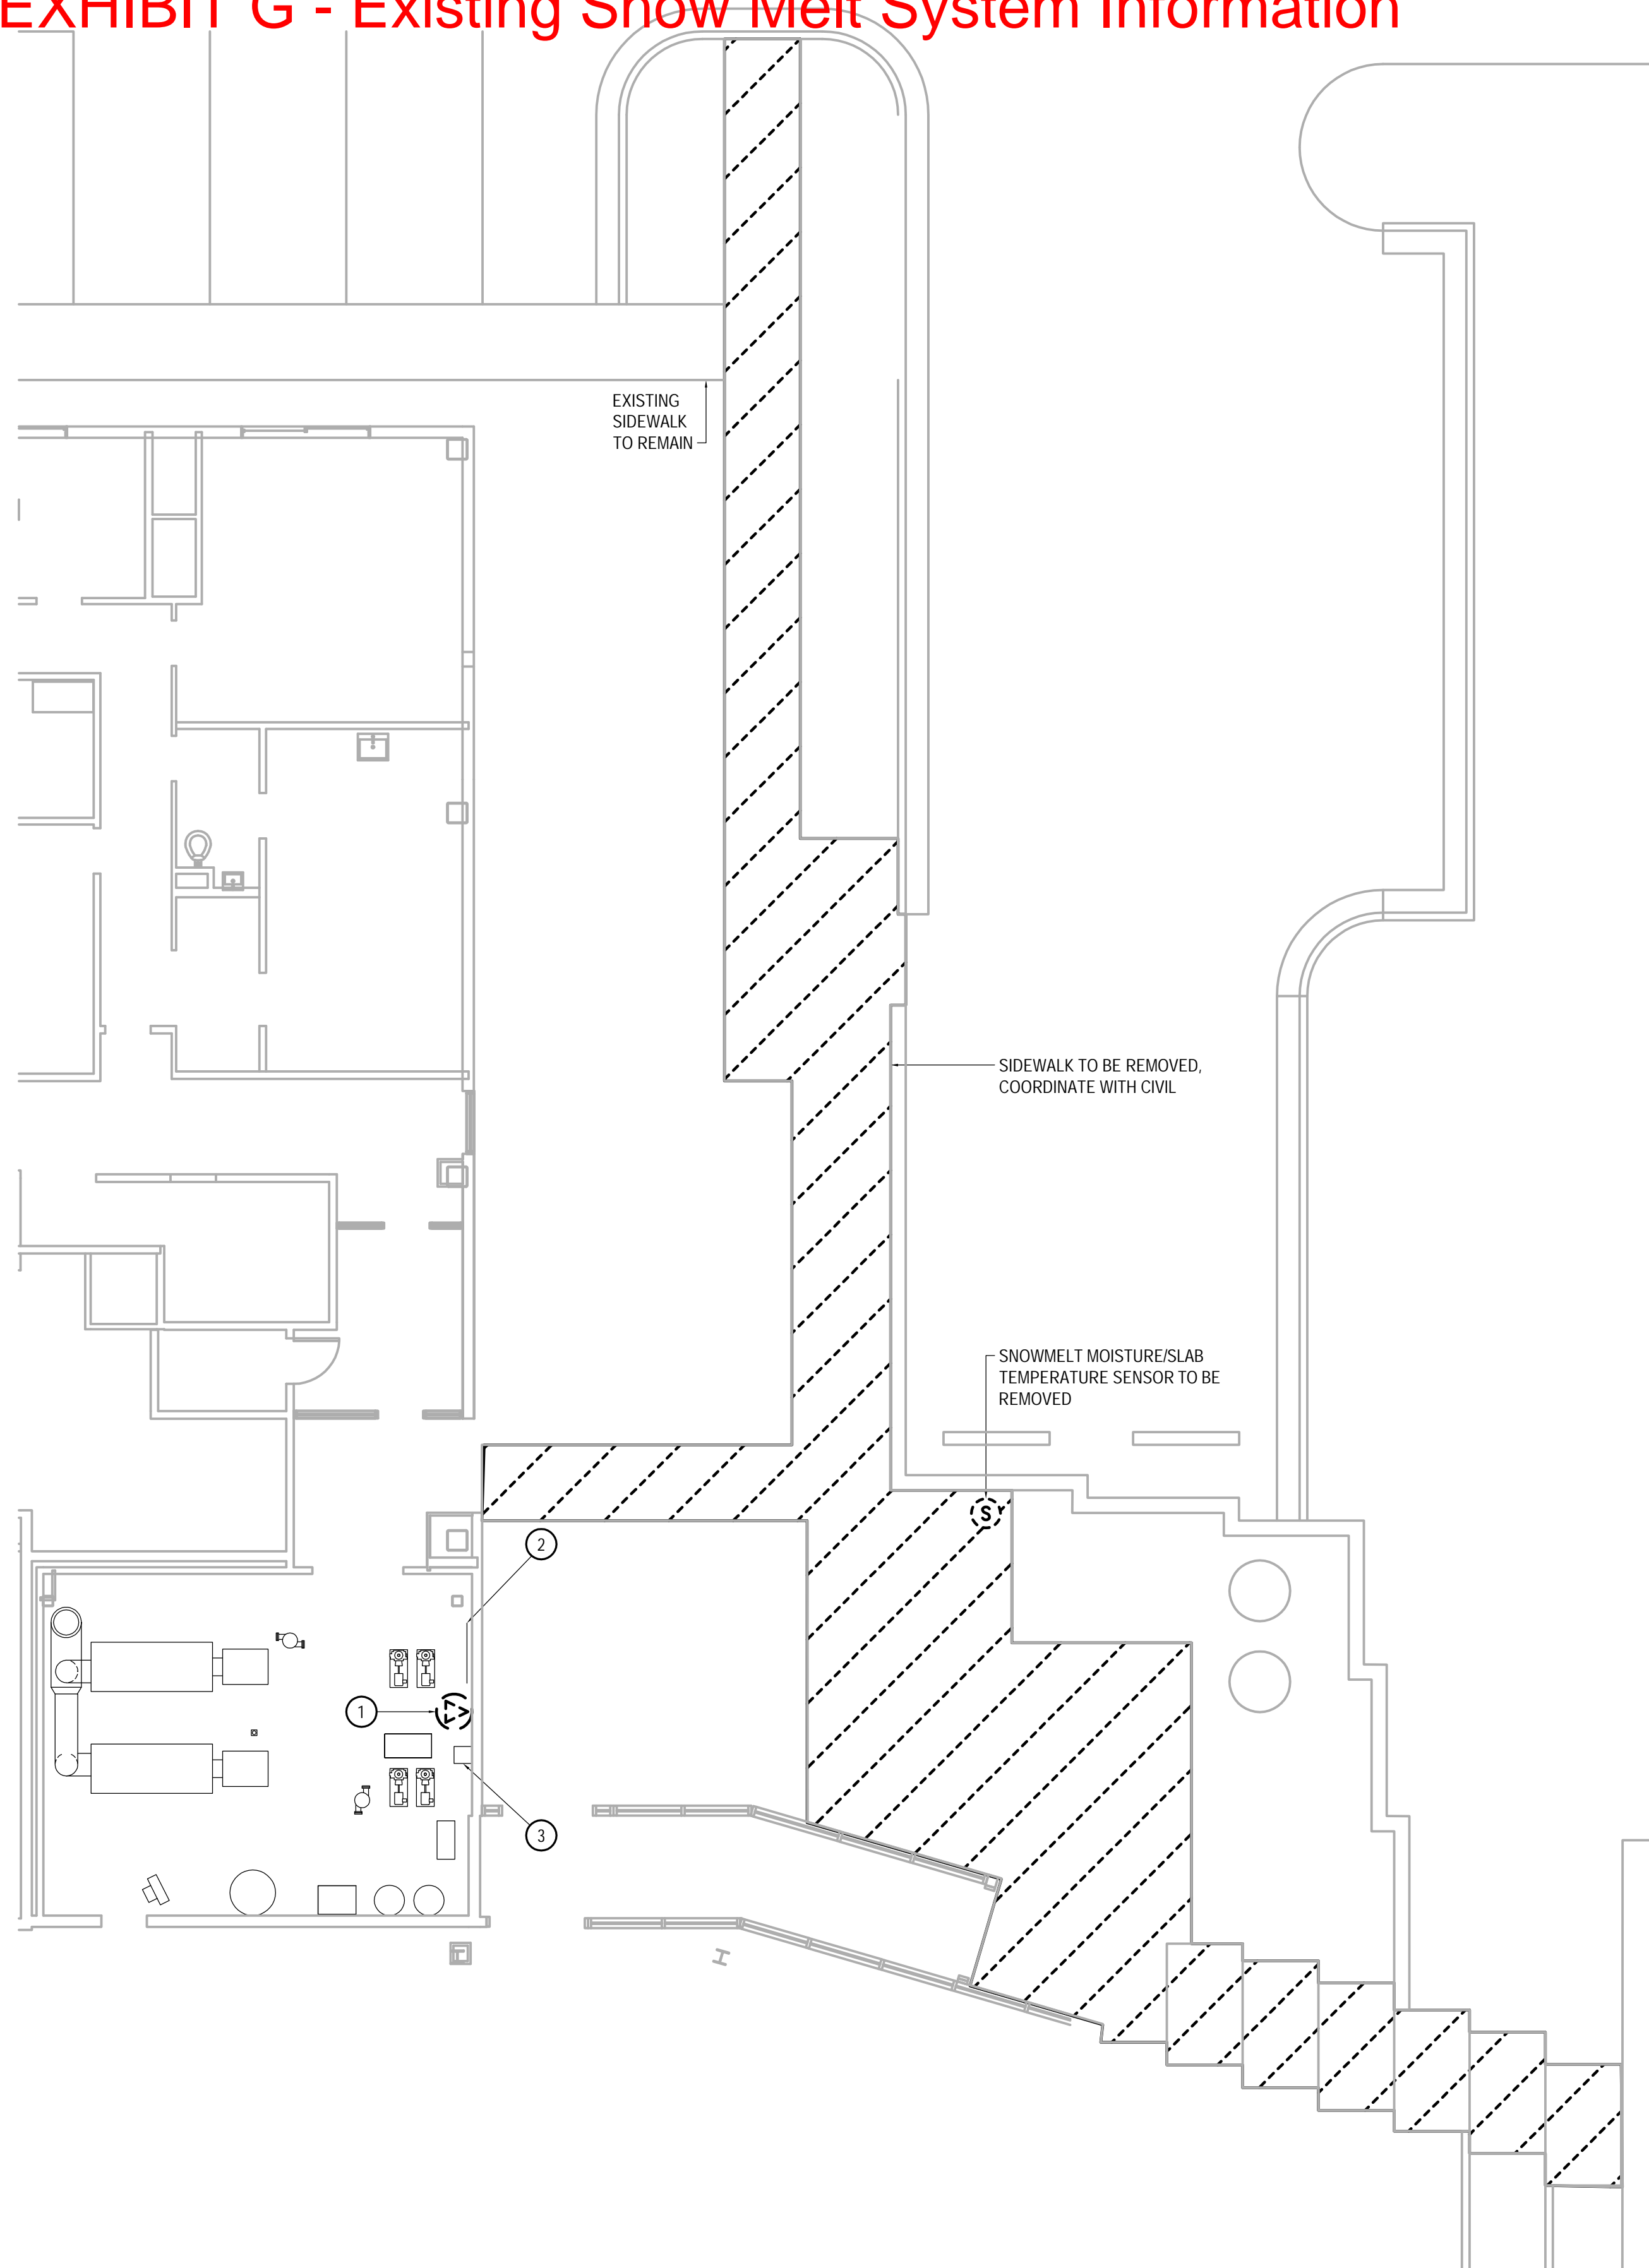 EXHIBIT G - Existing Snow Melt System Information
EXISTING
SIDEWALK
TO REMAIN
SIDEWALK TO BE REMOVED,
COORDINATE WITH CIVIL
SNOWMELT MOISTURE/SLAB
TEMPERATURE SENSOR TO BE
REMOVED
S
2
1
3